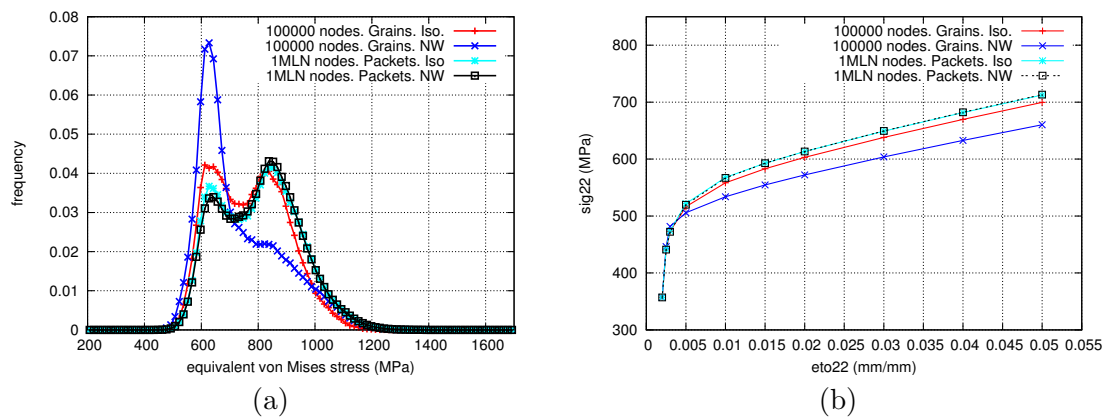 0.08
0.07
0.06
0.05
0.04
0.03
0.02
0.01
0
200 400 600 800 1000 1200 1400 1600
frequency
equivalent von Mises stress (MPa)
100000 nodes. Grains. Iso.
100000 nodes. Grains. NW
1MLN nodes. Packets. Iso
1MLN nodes. Packets. NW
(a)
800
700
600
500
400
300
0 0.005 0.01 0.015 0.02 0.025 0.03 0.035 0.04 0.045 0.05 0.055
sig22 (MPa)
eto22 (mm/mm)
100000 nodes. Grains. Iso.
100000 nodes. Grains. NW
1MLN nodes. Packets. Iso
1MLN nodes. Packets. NW
(b)